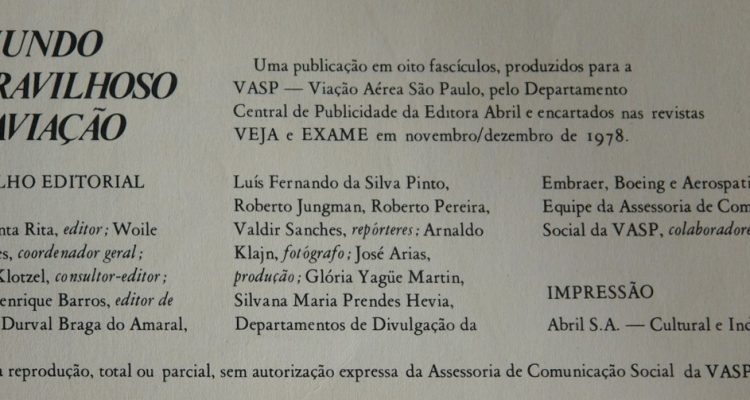 MUNDO
RAVILHOSO
AVIAÇÃO
Uma publicação em oito fascículos, produzidos para a
VASP — Viação Aérea São Paulo, pelo Departamento
Central de Publicidade da Editora Abril e encartados nas revistas
VEJA e EXAME em novembro/dezembro de 1978.
LHO EDITORIAL
nta Rita, editor; Woile
es, coordenador geral;
Klotzel, consultor-editor;
enrique Barros, editor de
Durval Braga do Amaral,
Luís Fernando da Silva Pinto,
Roberto Jungman, Roberto Pereira,
Valdir Sanches, repórteres; Arnaldo
Klajn, fotógrafo; José Arias,
produção; Glória Yagüe Martin,
Silvana Maria Prendes Hevia,
Departamentos de Divulgação da
Embraer, Boeing e Aerospati
Equipe da Assessoria de Com
Social da VASP, colaboradore
IMPRESSÃO
Abril S.A. — Cultural e Ind
a reprodução, total ou parcial, sem autorização expressa da Assessoria de Comunicação Social da VASP